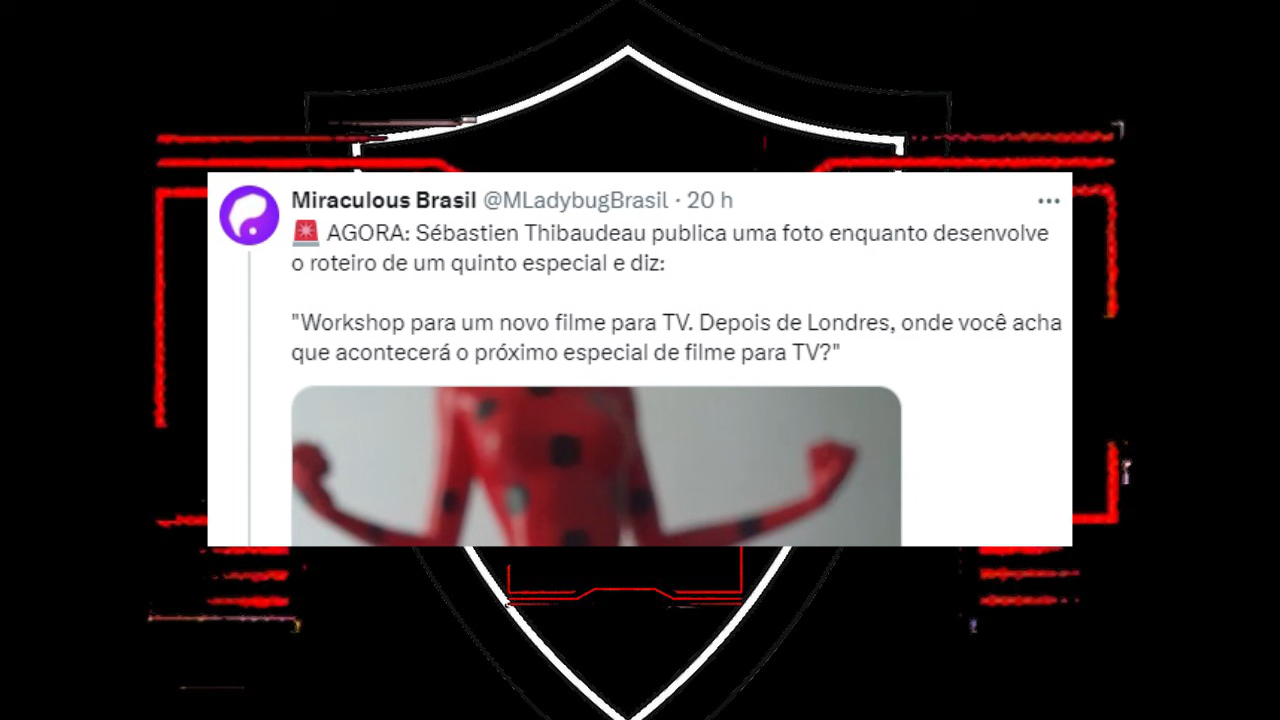 Miraculous Brasil @MLadybugBrasil · 20 h
🚨 AGORA: Sébastien Thibaudeau publica uma foto enquanto desenvolve
o roteiro de um quinto especial e diz:
"Workshop para um novo filme para TV. Depois de Londres, onde você acha
que acontecerá o próximo especial de filme para TV?"